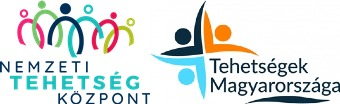 NEMZETI
TEHETSÉG
KÖZPONT
Tehetségek
Magyarországa